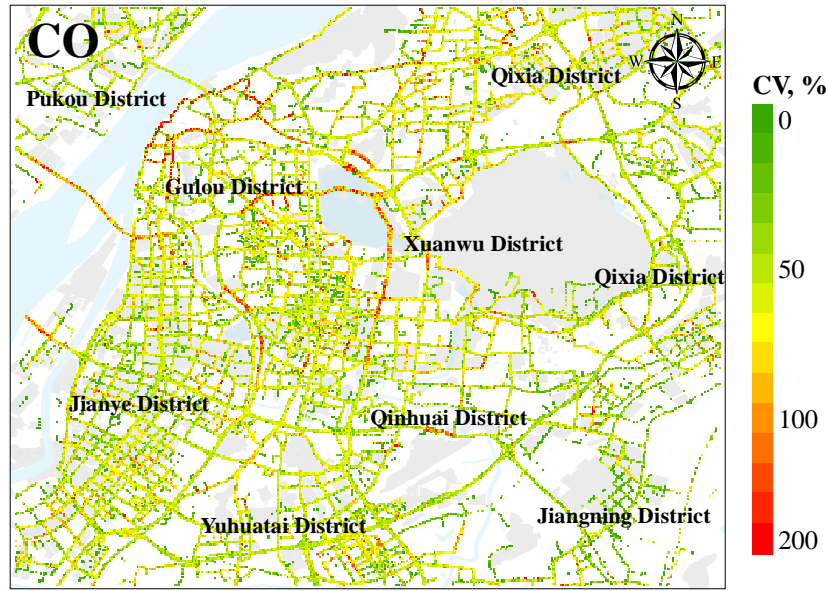 CO
N
W
E
S
Qixia District
Pukou District
CV, %
0
Gulou District
Xuanwu District
50
Qixia District
Jianye District
Qinhuai District
100
Yuhuatai District
Jiangning District
200